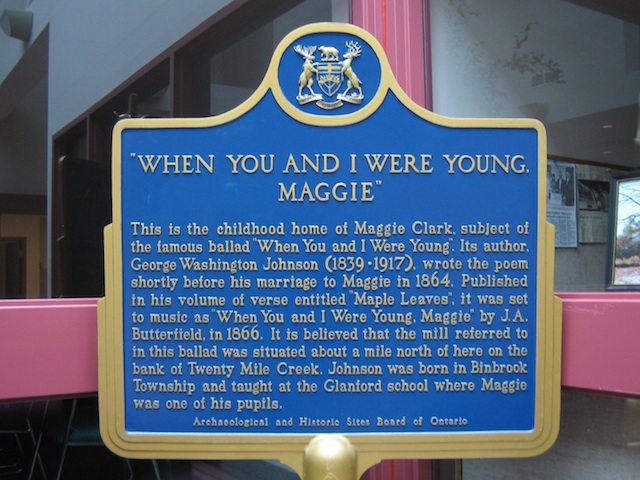 "WHEN YOU AND I WERE YOUNG,
MAGGIE"
This is the childhood home of Maggie Clark, subject of
the famous ballad "When You and I Were Young". Its author,
George Washington Johnson (1839-1917), wrote the poem
shortly before his marriage to Maggie in 1864. Published
in his volume of verse entitled "Maple Leaves", it was set
to music as "When You and I Were Young, Maggie" by J.A.
Butterfield, in 1866. It is believed that the mill referred to
in this ballad was situated about a mile north of here on the
bank of Twenty Mile Creek. Johnson was born in Binbrook
Township and taught at the Glanford school where Maggie
was one of his pupils.
Archaeological and Historic Sites Board of Ontario